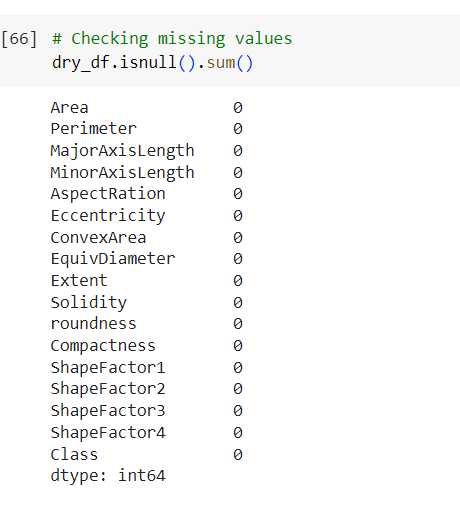 [66] # Checking missing values
dry_df.isnull().sum()
Area 0
Perimeter 0
MajorAxisLength 0
MinorAxisLength 0
AspectRation 0
Eccentricity 0
ConvexArea 0
EquivDiameter 0
Extent 0
Solidity 0
roundness 0
Compactness 0
ShapeFactor1 0
ShapeFactor2 0
ShapeFactor3 0
ShapeFactor4 0
Class 0
dtype: int64